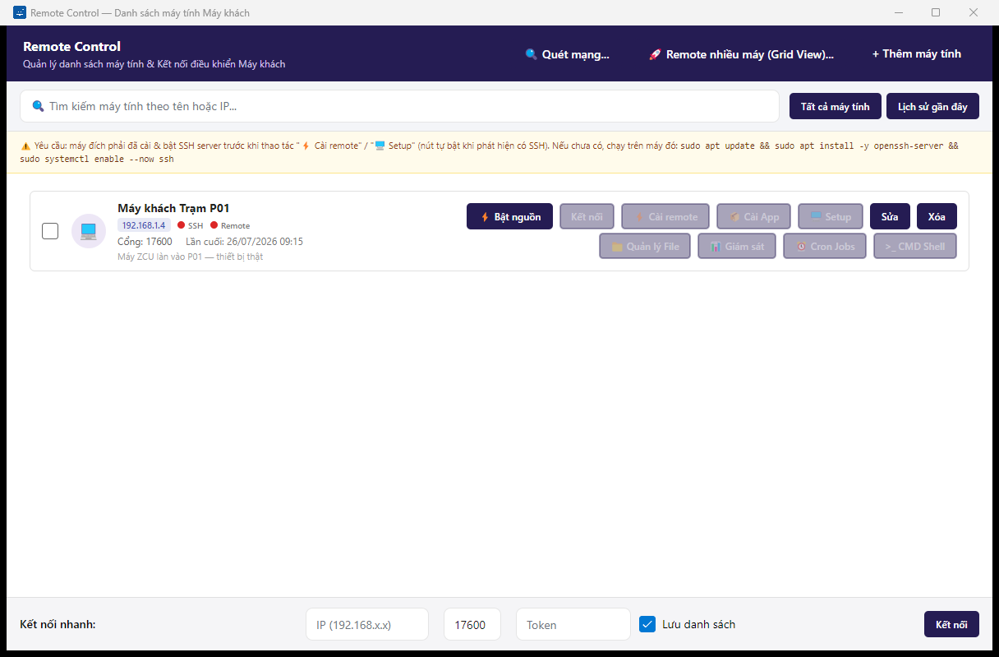 Remote Control — Danh sách máy tính Máy khách
Remote Control
Quản lý danh sách máy tính & Kết nối điều khiển Máy khách
🔍 Quét mạng...
🚀 Remote nhiều máy (Grid View)...
+ Thêm máy tính
🔍 Tìm kiếm máy tính theo tên hoặc IP...
Tất cả máy tính
Lịch sử gần đây
⚠️ Yêu cầu: máy đích phải đã cài & bật SSH server trước khi thao tác "⚡ Cài remote" / "🖥️ Setup" (nút tự bật khi phát hiện có SSH). Nếu chưa có, chạy trên máy đó: sudo apt update && sudo apt install -y openssh-server &&
sudo systemctl enable --now ssh
Máy khách Trạm P01
192.168.1.4
SSH
Remote
Cổng: 17600
Lần cuối: 26/07/2026 09:15
Máy ZCU làn vào P01 — thiết bị thật
⚡ Bật nguồn
Kết nối
⚡ Cài remote
📦 Cài App
🖥️ Setup
Sửa
Xóa
📁 Quản lý File
📊 Giám sát
⏰ Cron Jobs
>_ CMD Shell
Kết nối nhanh:
IP (192.168.x.x)
17600
Token
Lưu danh sách
Kết nối